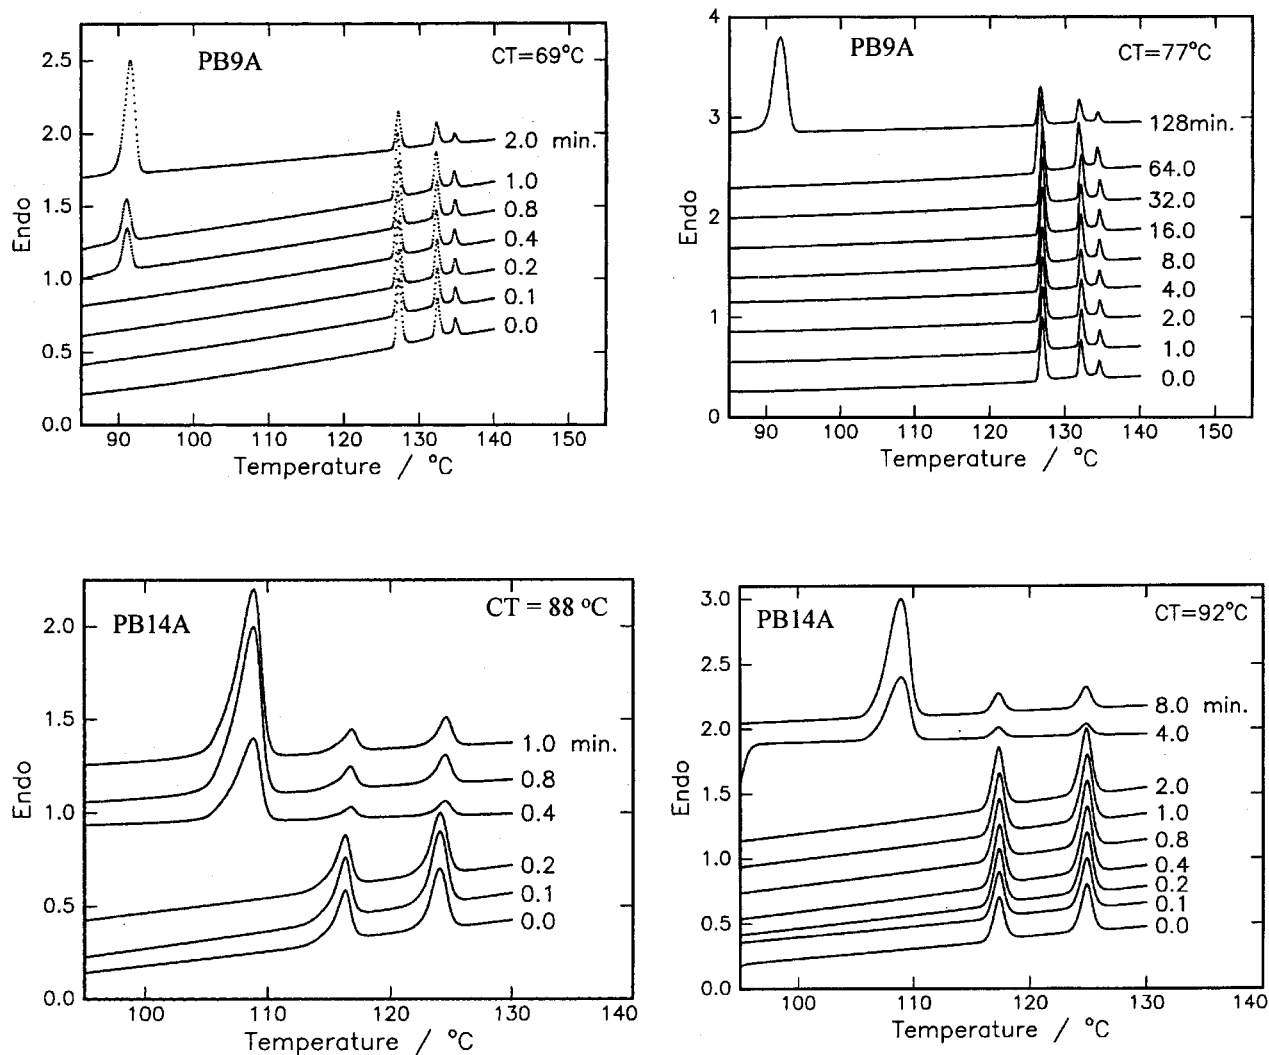 PB9A
CT=69°C
Endo
2.5
2.0
1.5
1.0
0.5
0.0
2.0 min.
1.0
0.8
0.4
0.2
0.1
0.0
90 100 110 120 130 140 150
Temperature / °C
PB9A
CT=77°C
Endo
4
3
2
1
0
128min.
64.0
32.0
16.0
8.0
4.0
2.0
1.0
0.0
90 100 110 120 130 140 150
Temperature / °C
PB14A
CT = 88 °C
Endo
2.0
1.5
1.0
0.5
0.0
1.0 min.
0.8
0.4
0.2
0.1
0.0
100 110 120 130 140
Temperature / °C
PB14A
CT=92°C
Endo
3.0
2.5
2.0
1.5
1.0
0.5
0.0
8.0 min.
4.0
2.0
1.0
0.8
0.4
0.2
0.1
0.0
100 110 120 130 140
Temperature / °C